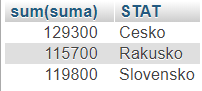 sum(suma) STAT
129300 Cesko
115700 Rakusko
119800 Slovensko